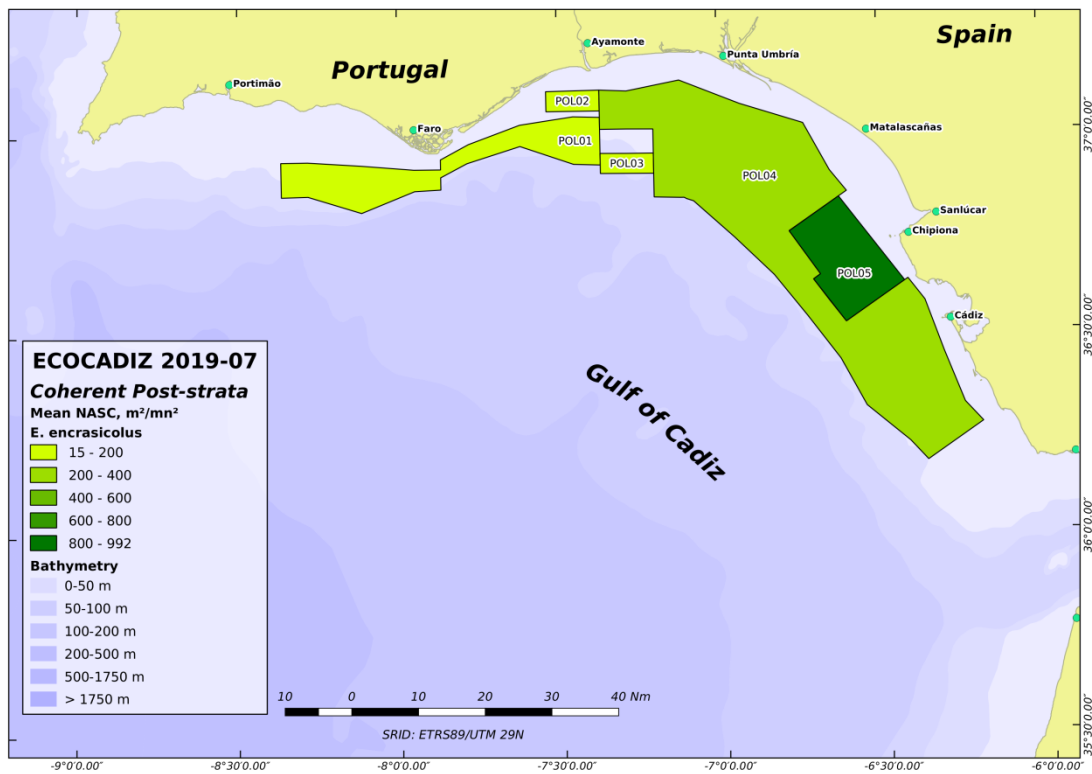 Spain
Portugal
Ayamonte
Punta Umbría
Portimão
POL02
Faro
Matalascañas
37°0'0.00"
POL01
POL03
POL04
Sanlúcar
Chipiona
POL05
Cádiz
36°30'0.00"
Gulf of Cadiz
ECOCADIZ 2019-07
Coherent Post-strata
Mean NASC, m²/mn²
E. encrasicolus
15 - 200
200 - 400
400 - 600
600 - 800
800 - 992
Bathymetry
0-50 m
50-100 m
100-200 m
200-500 m
500-1750 m
> 1750 m
36°0'0.00"
10 0 10 20 30 40 Nm
SRID: ETRS89/UTM 29N
35°30'0.00"
-9°0'0.00" -8°30'0.00" -8°0'0.00" -7°30'0.00" -7°0'0.00" -6°30'0.00" -6°0'0.00"